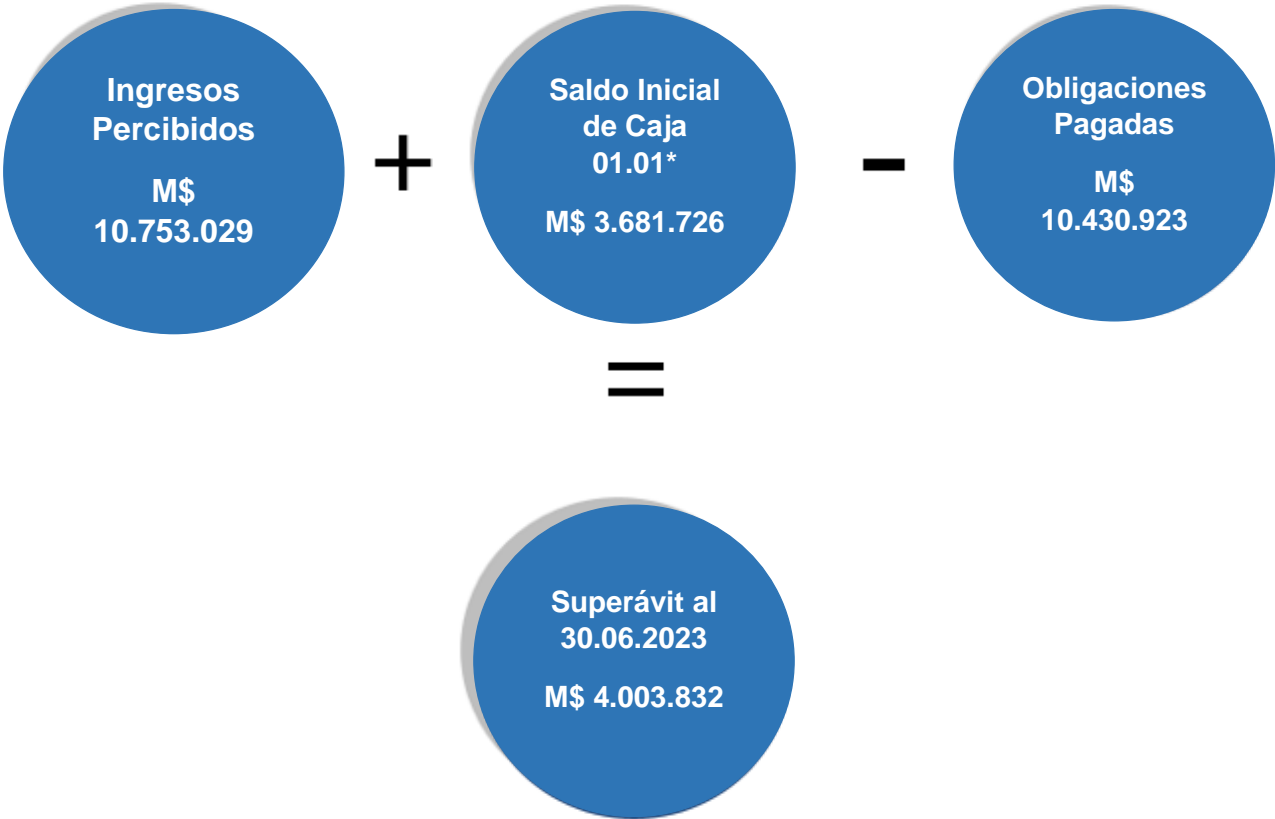 Ingresos
Percibidos
M$
10.753.029
+
Saldo Inicial
de Caja
01.01*
M$ 3.681.726
-
Obligaciones
Pagadas
M$
10.430.923
=
Superávit al
30.06.2023
M$ 4.003.832